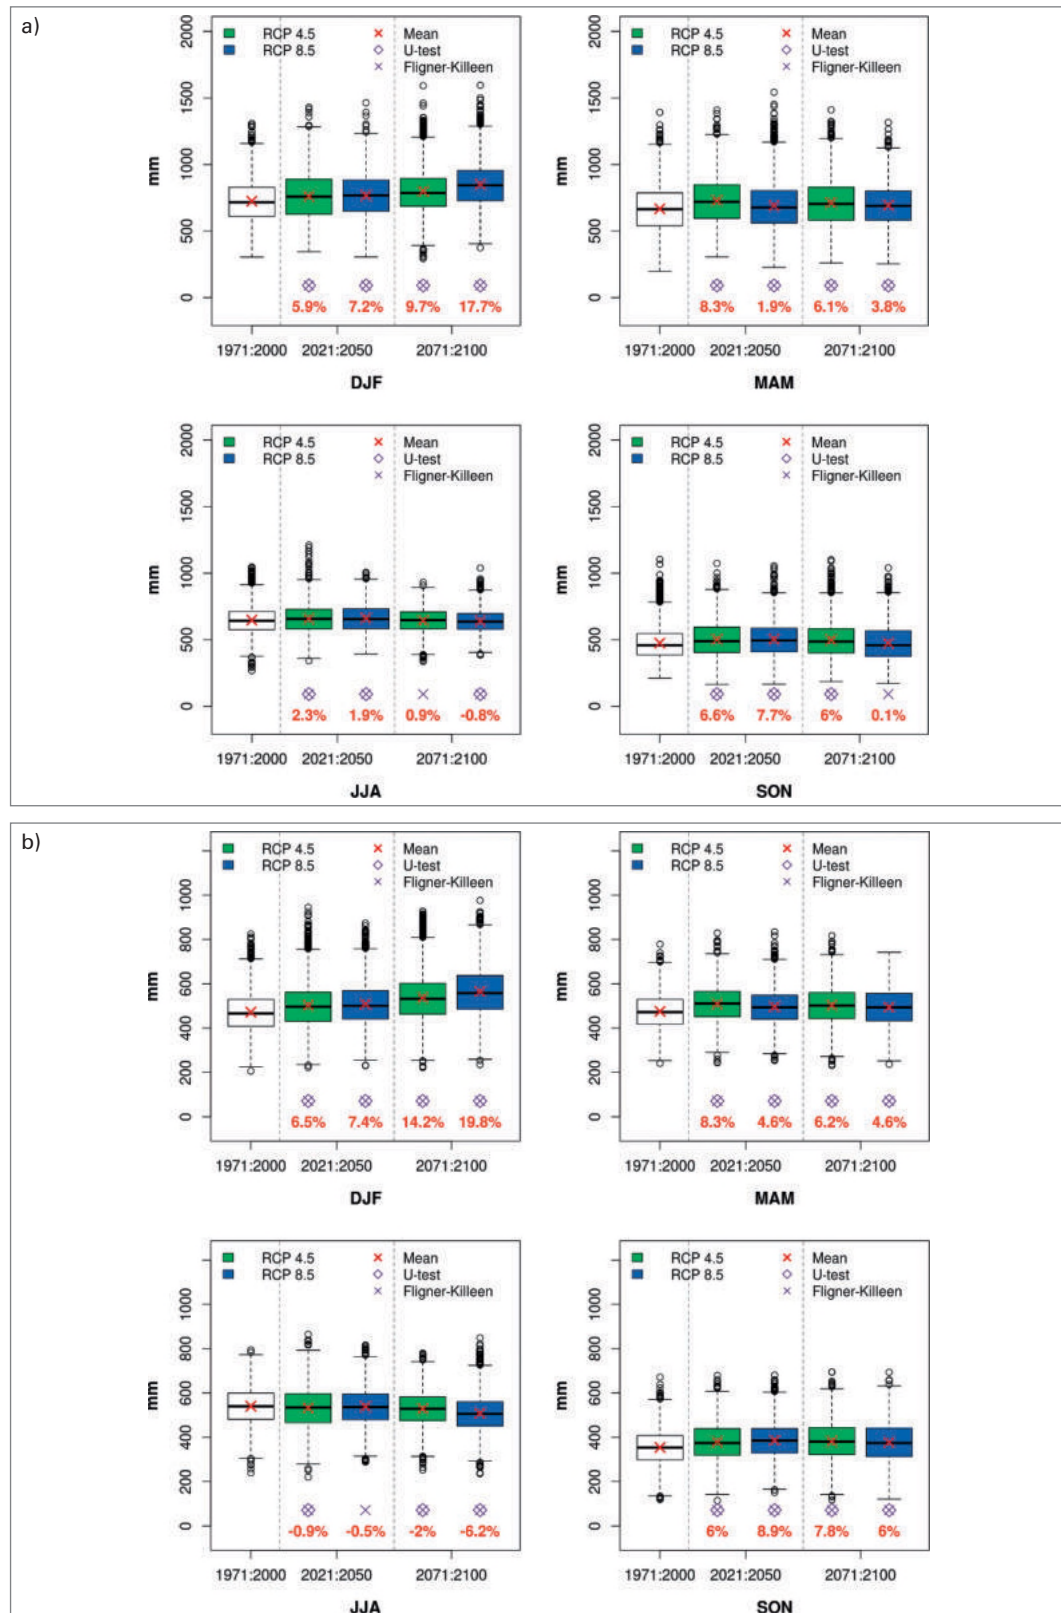 a)
RCP 4.5 Mean
RCP 8.5 U-test
Fligner-Killeen
2000
1500
1000
500
0
mm
5.9% 7.2% 9.7% 17.7%
1971:2000 2021:2050 2071:2100
DJF
RCP 4.5 Mean
RCP 8.5 U-test
Fligner-Killeen
2000
1500
1000
500
0
mm
8.3% 1.9% 6.1% 3.8%
1971:2000 2021:2050 2071:2100
MAM
RCP 4.5 Mean
RCP 8.5 U-test
Fligner-Killeen
2000
1500
1000
500
0
mm
2.3% 1.9% 0.9% -0.8%
1971:2000 2021:2050 2071:2100
JJA
RCP 4.5 Mean
RCP 8.5 U-test
Fligner-Killeen
2000
1500
1000
500
0
mm
6.6% 7.7% 6% 0.1%
1971:2000 2021:2050 2071:2100
SON
b)
RCP 4.5 Mean
RCP 8.5 U-test
Fligner-Killeen
1000
800
600
400
200
0
mm
6.5% 7.4% 14.2% 19.8%
1971:2000 2021:2050 2071:2100
DJF
RCP 4.5 Mean
RCP 8.5 U-test
Fligner-Killeen
1000
800
600
400
200
0
mm
8.3% 4.6% 6.2% 4.6%
1971:2000 2021:2050 2071:2100
MAM
RCP 4.5 Mean
RCP 8.5 U-test
Fligner-Killeen
1000
800
600
400
200
0
mm
-0.9% -0.5% -2% -6.2%
1971:2000 2021:2050 2071:2100
JJA
RCP 4.5 Mean
RCP 8.5 U-test
Fligner-Killeen
1000
800
600
400
200
0
mm
6% 8.9% 7.8% 6%
1971:2000 2021:2050 2071:2100
SON